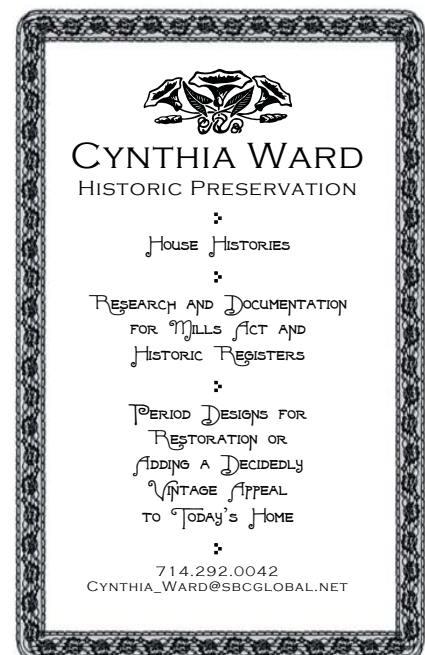 Cynthia Ward
Historic Preservation
House Histories
Research and Documentation
for Mills Act and
Historic Registers
Period Designs for
Restoration or
Adding a Decidedly
Vintage Appeal
to Today's Home
714.292.0042
Cynthia_Ward@sbcglobal.net